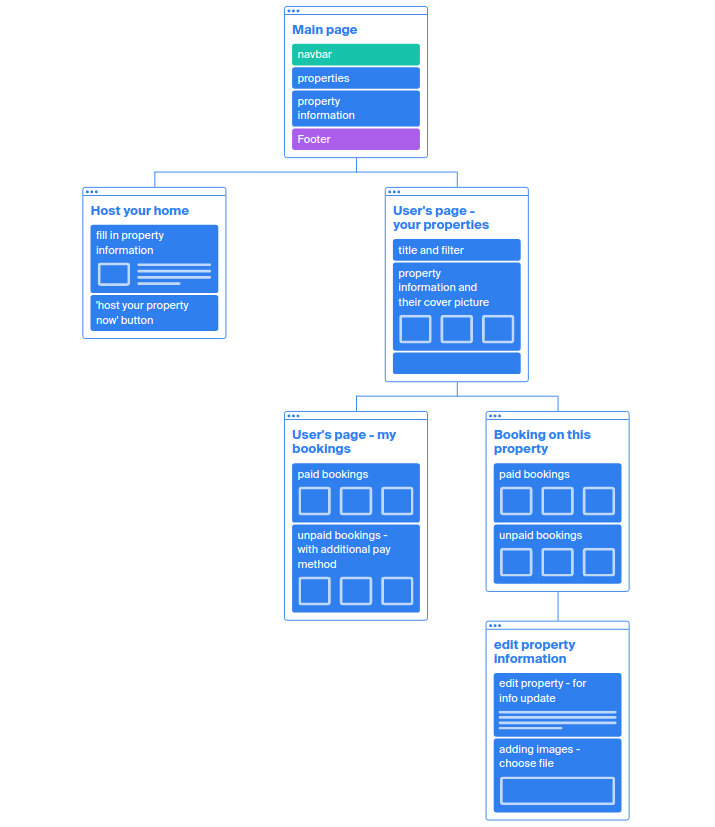 Main page
navbar
properties
property
information
Footer
Host your home
fill in property
information
'host your property
now' button
User's page -
your properties
title and filter
property
information and
their cover picture
User's page - my
bookings
paid bookings
unpaid bookings -
with additional pay
method
Booking on this
property
paid bookings
unpaid bookings
edit property
information
edit property - for
info update
adding images -
choose file